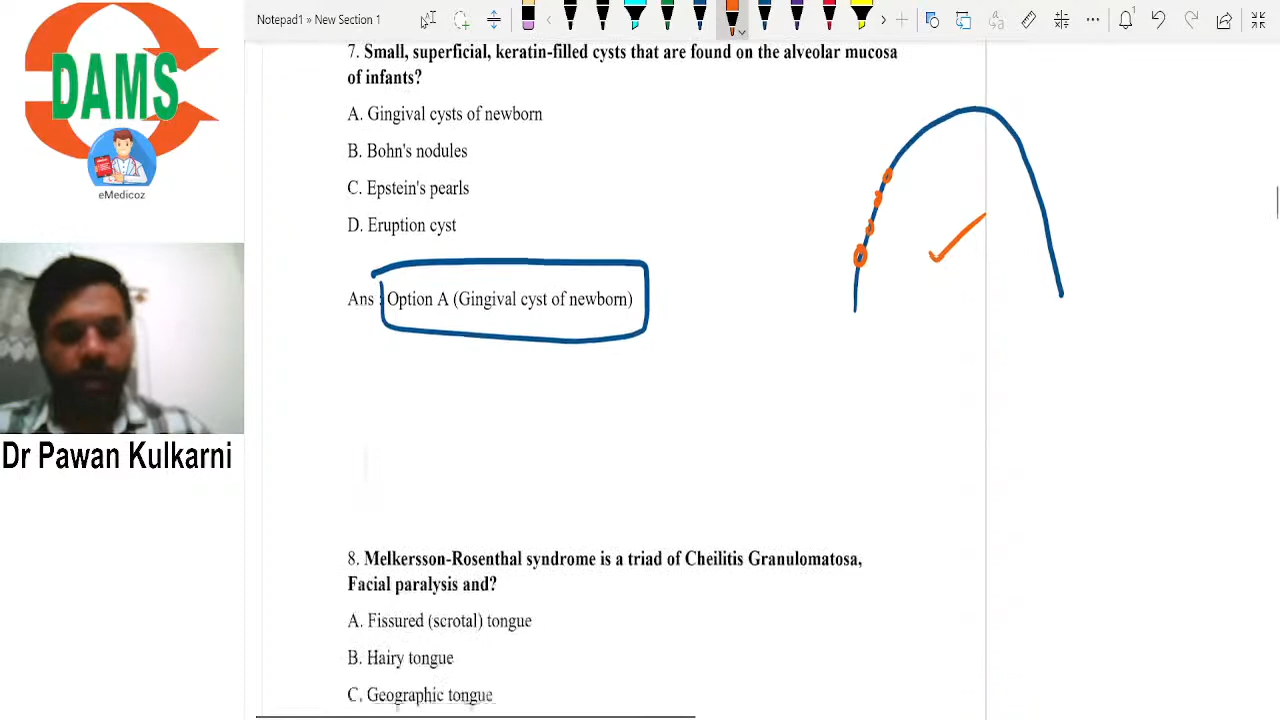 Notepad1 » New Section 1
DAMS
eMedicoz
Dr Pawan Kulkarni
7. Small, superficial, keratin-filled cysts that are found on the alveolar mucosa
of infants?
A. Gingival cysts of newborn
B. Bohn's nodules
C. Epstein's pearls
D. Eruption cyst
Ans : Option A (Gingival cyst of newborn)
8. Melkersson-Rosenthal syndrome is a triad of Cheilitis Granulomatosa,
Facial paralysis and?
A. Fissured (scrotal) tongue
B. Hairy tongue
C. Geographic tongue